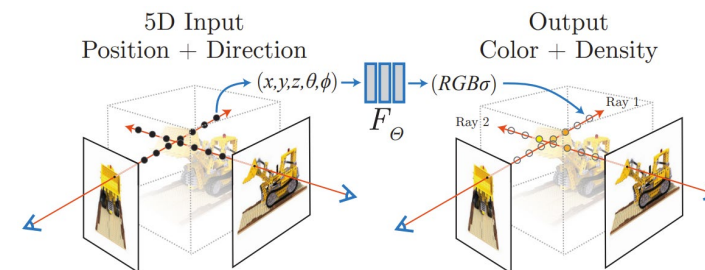 5D Input
Position + Direction
Output
Color + Density
(x,y,z,θ,ϕ)
(RGBσ)
F_Θ
Ray 1
Ray 2